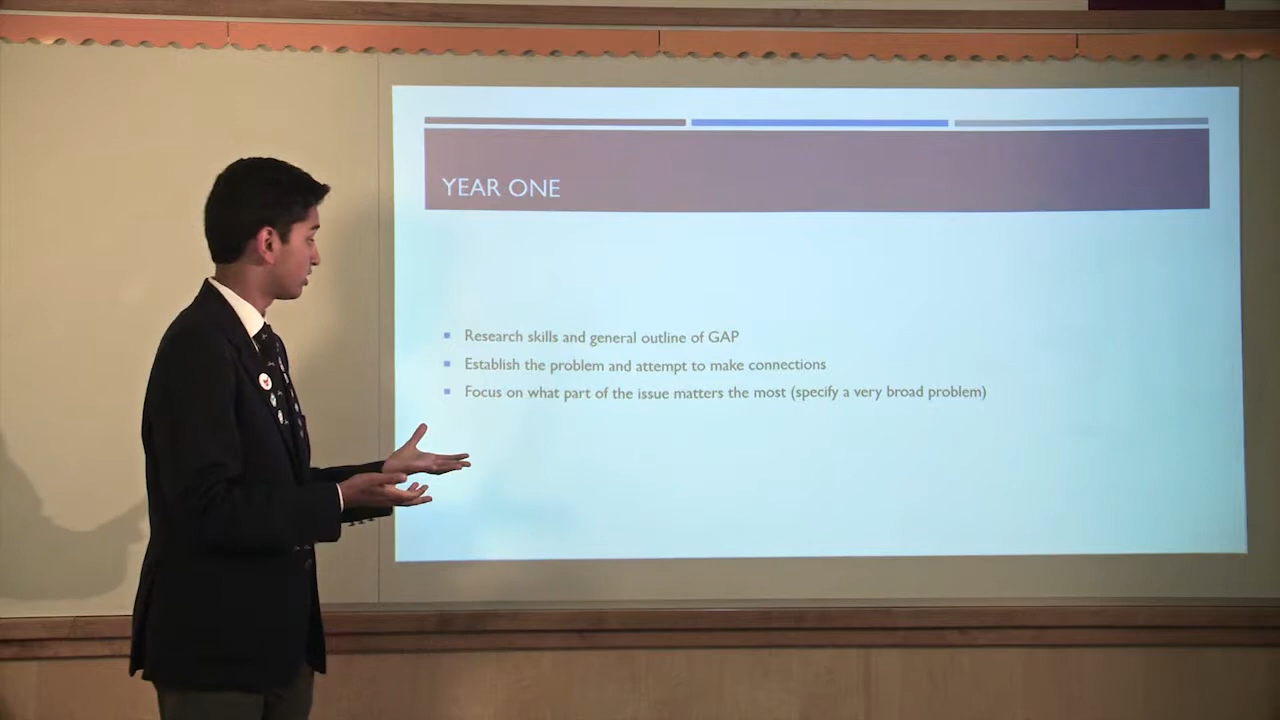 YEAR ONE
Research skills and general outline of GAP
Establish the problem and attempt to make connections
Focus on what part of the issue matters the most (specify a very broad problem)